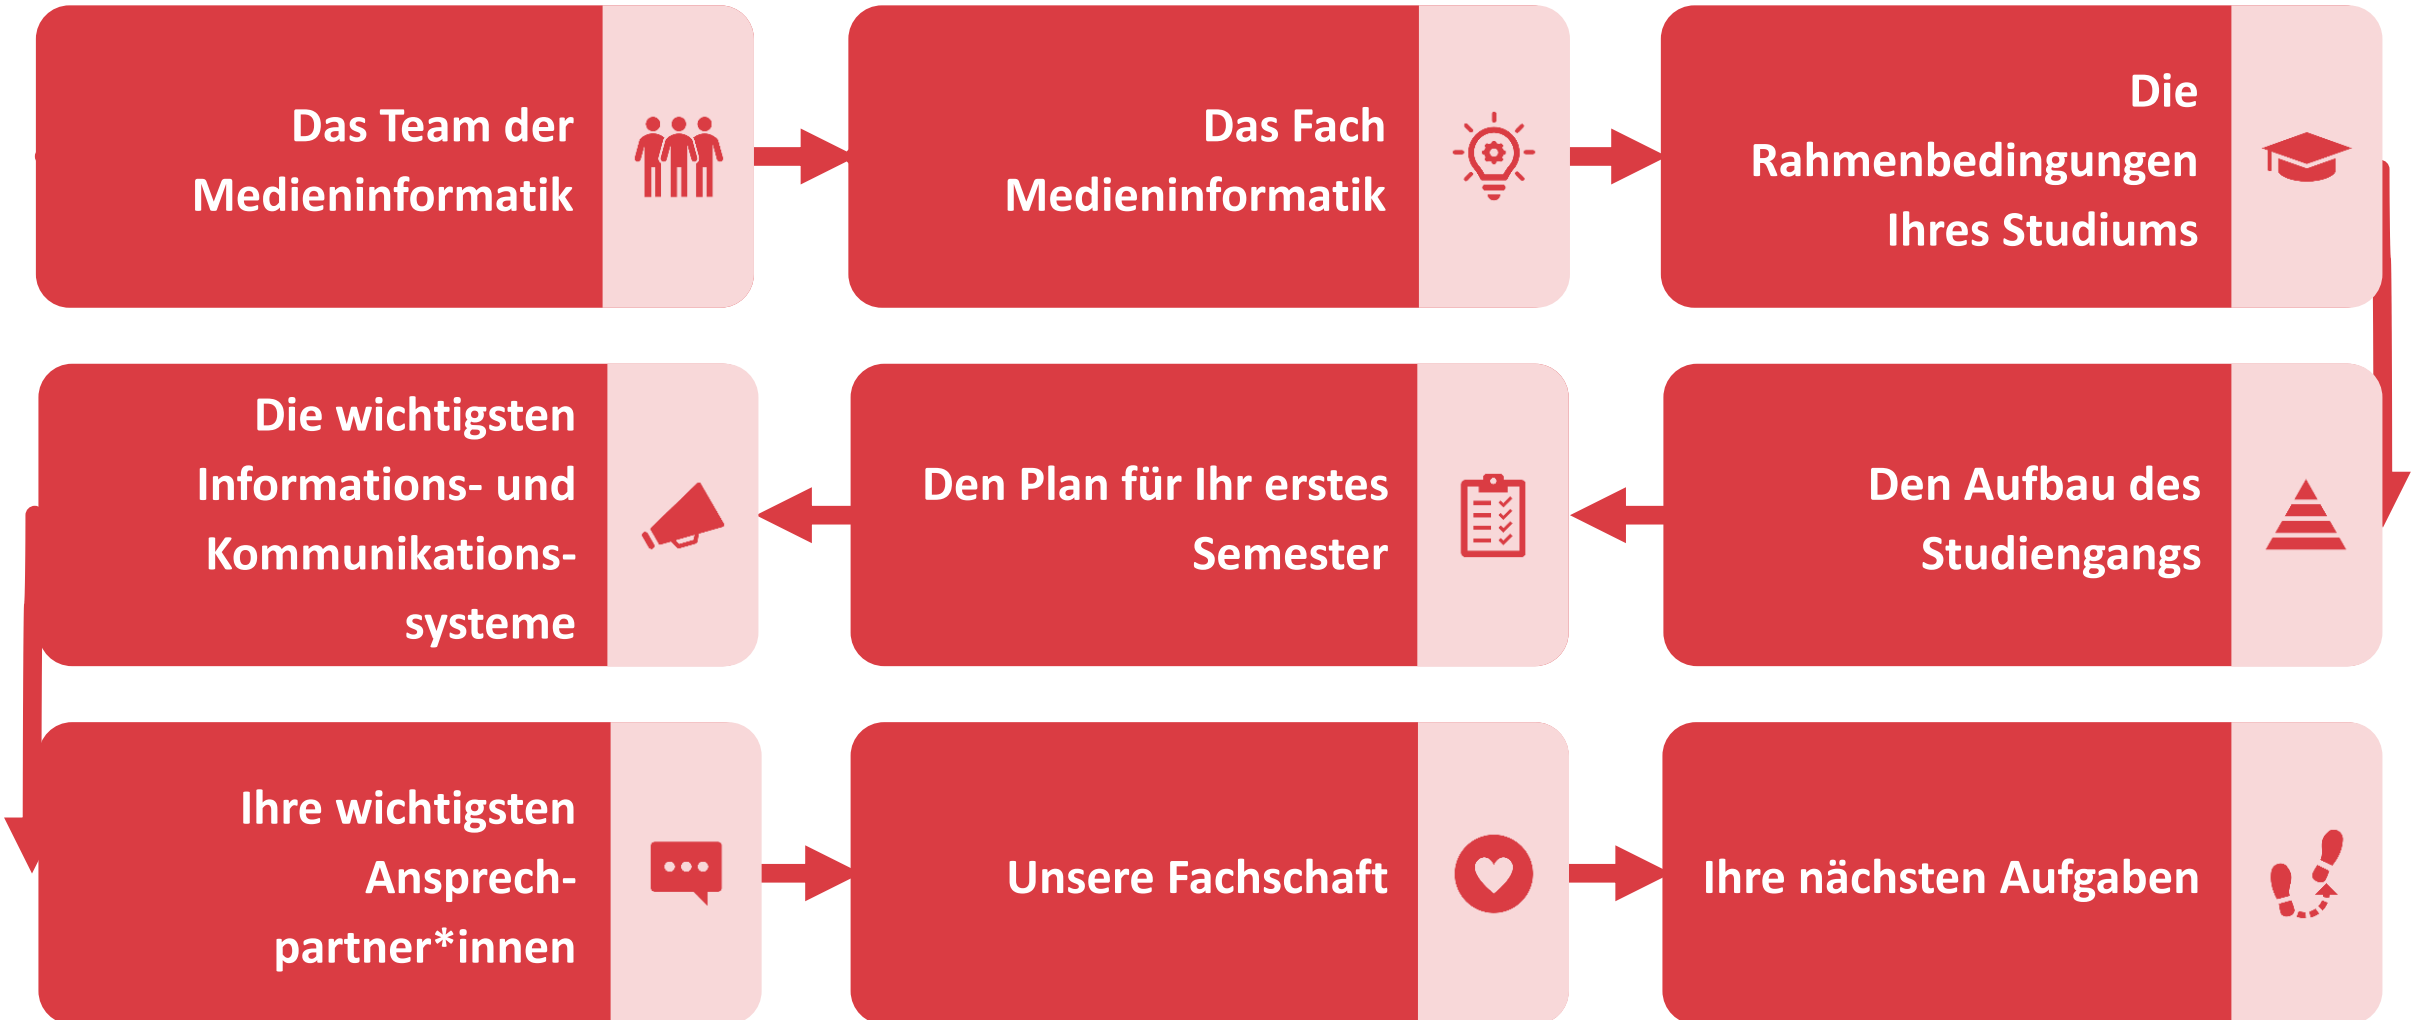 Das Team der
Medieninformatik
Das Fach
Medieninformatik
Die
Rahmenbedingungen
Ihres Studiums
Den Aufbau des
Studiengangs
Den Plan für Ihr erstes
Semester
Die wichtigsten
Informations- und
Kommunikations-
systeme
Ihre wichtigsten
Ansprech-
partner*innen
Unsere Fachschaft
Ihre nächsten Aufgaben